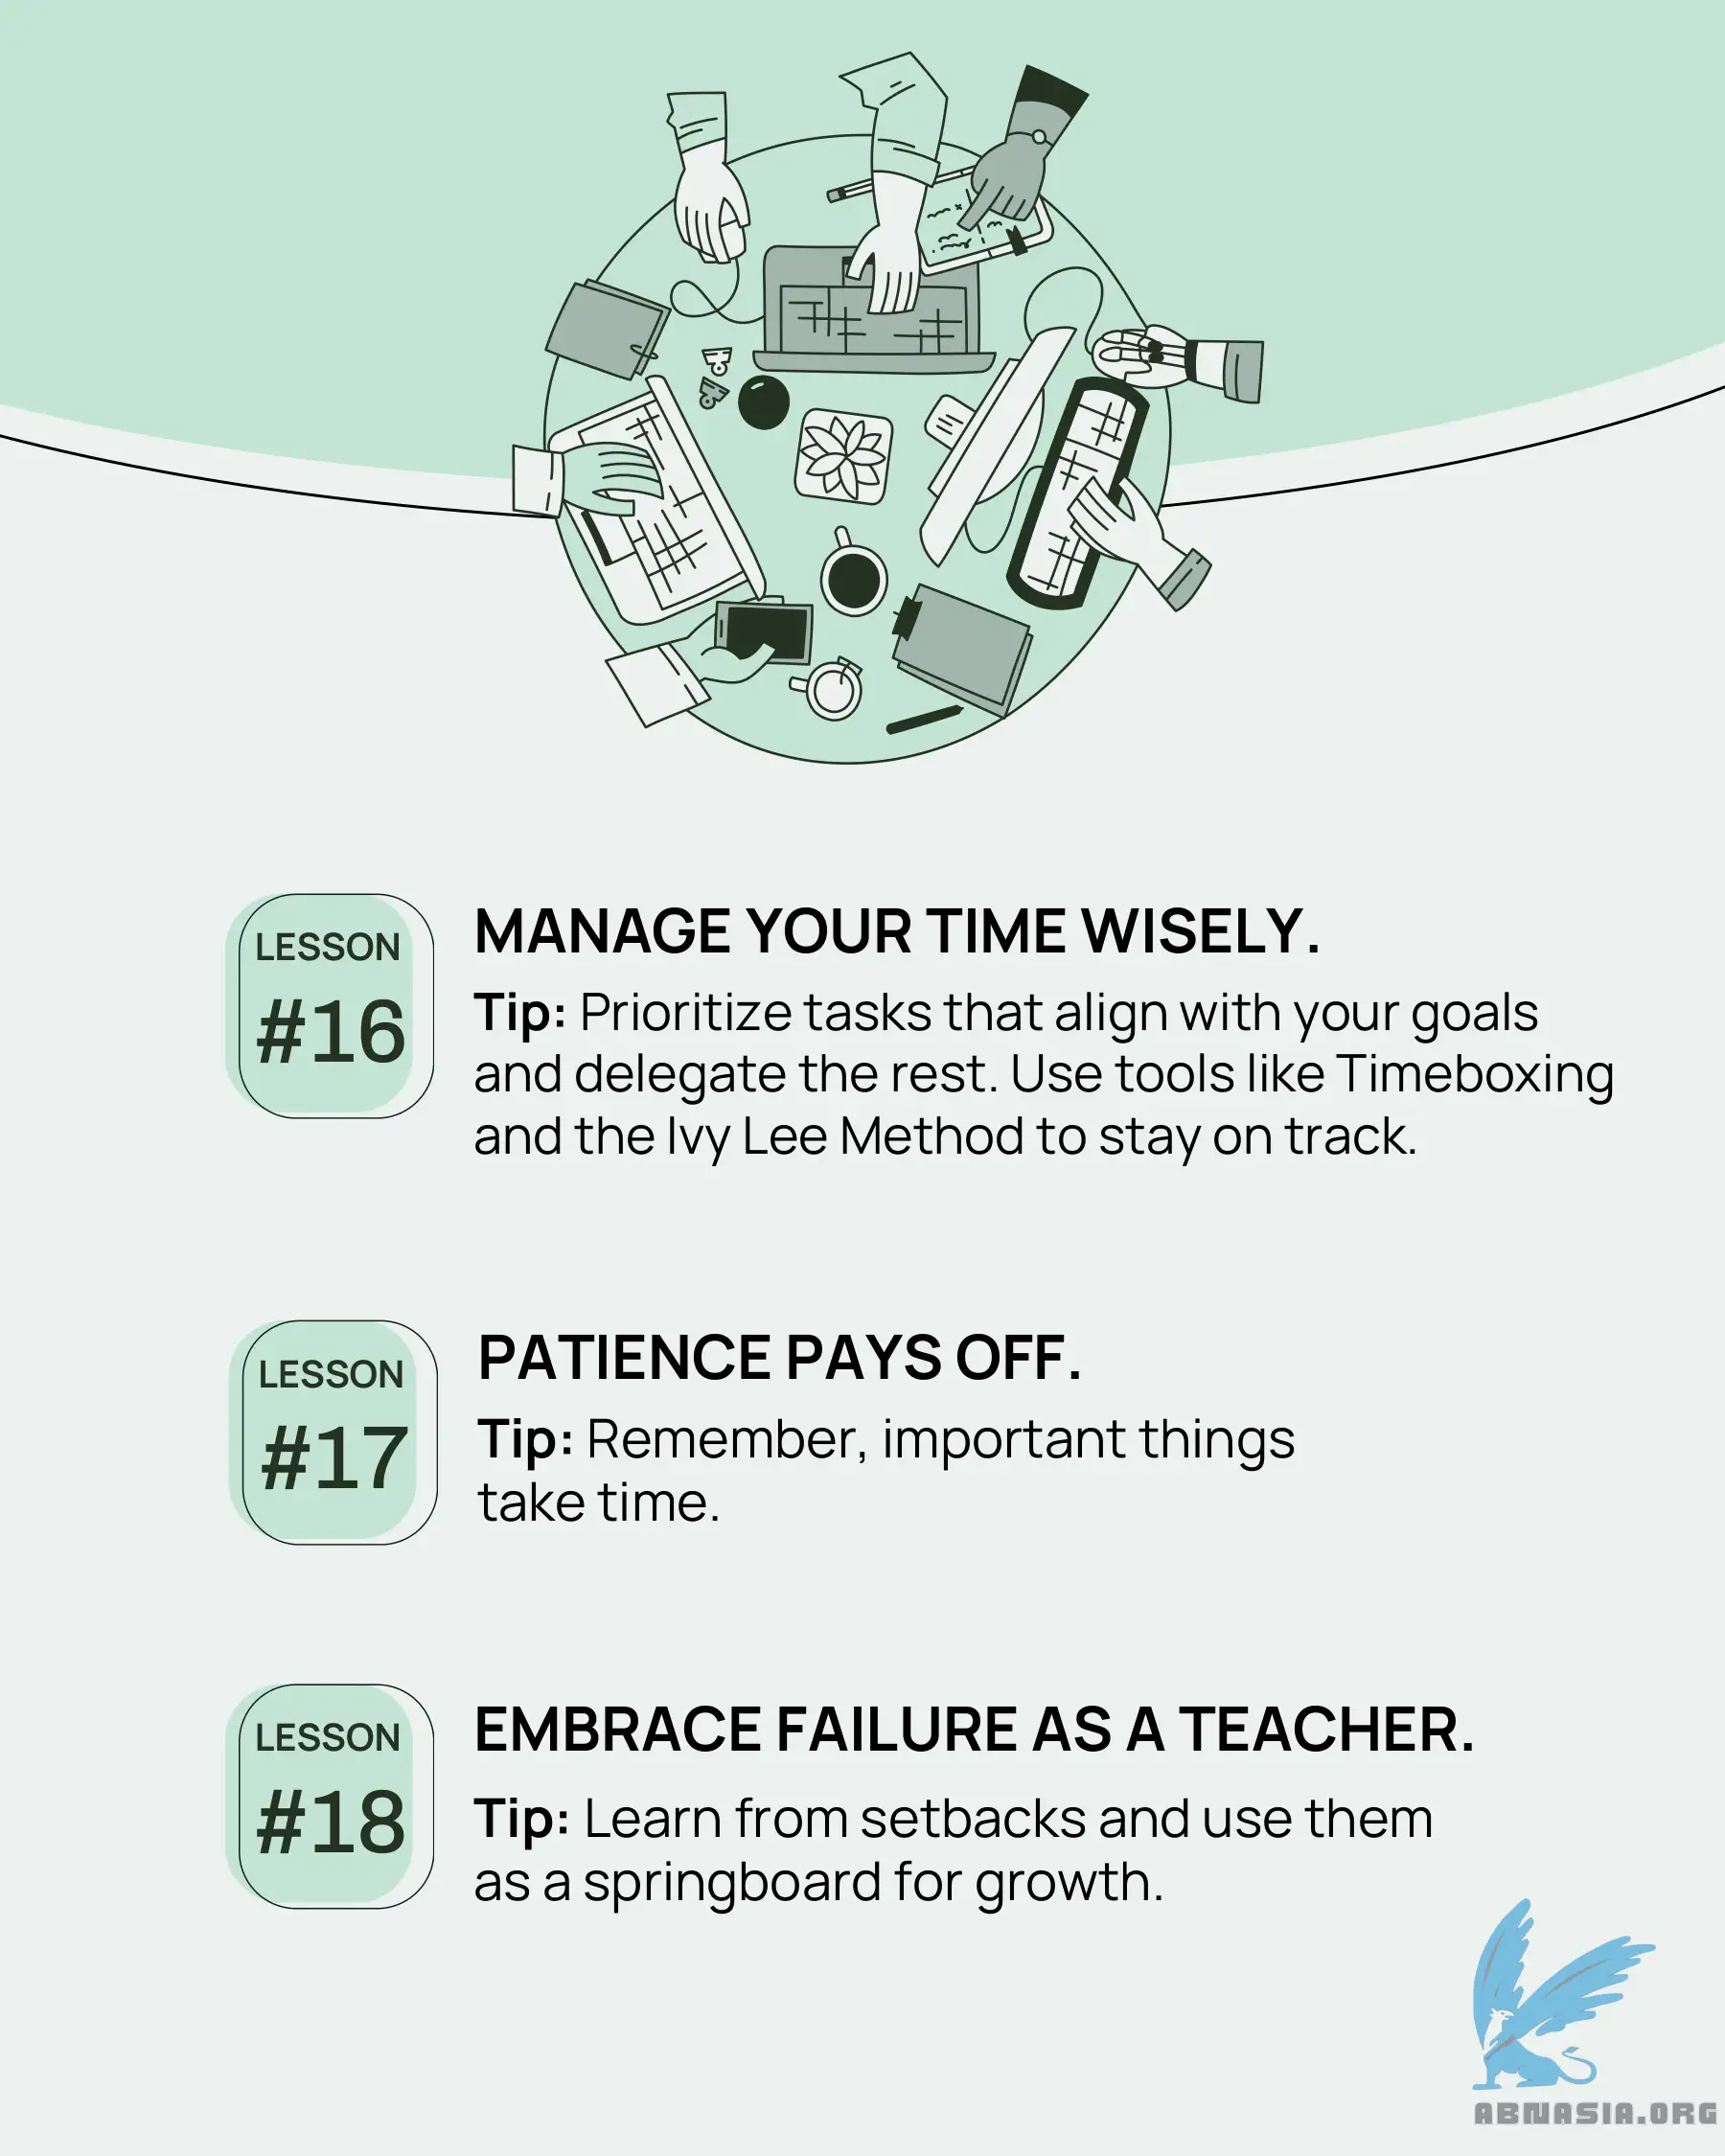 LESSON
#16
MANAGE YOUR TIME WISELY.
Tip: Prioritize tasks that align with your goals
and delegate the rest. Use tools like Timeboxing
and the Ivy Lee Method to stay on track.
LESSON
#17
PATIENCE PAYS OFF.
Tip: Remember, important things
take time.
LESSON
#18
EMBRACE FAILURE AS A TEACHER.
Tip: Learn from setbacks and use them
as a springboard for growth.
ABNASIA.ORG